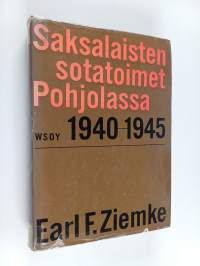 Saksalaisten
sotatoimet
Pohjolassa
WSOY 1940–1945
Earl F. Ziemke